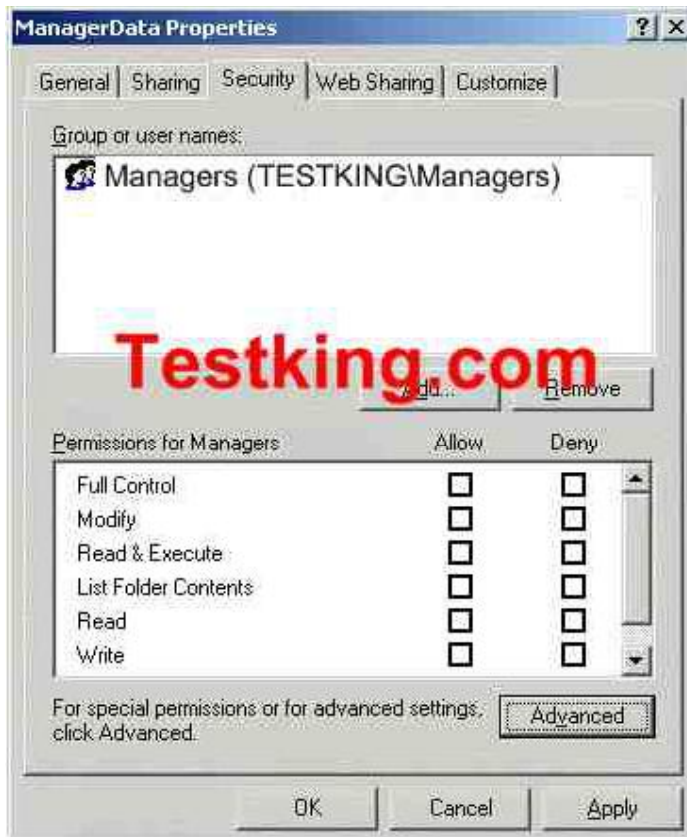 ManagerData Properties
General Sharing Security Web Sharing Customize
Group or user names:
Managers (TESTKING\Managers)
Testking.com
Add... Remove
Permissions for Managers Allow Deny
Full Control
Modify
Read & Execute
List Folder Contents
Read
Write
For special permissions or for advanced settings, Advanced
click Advanced.
OK Cancel Apply